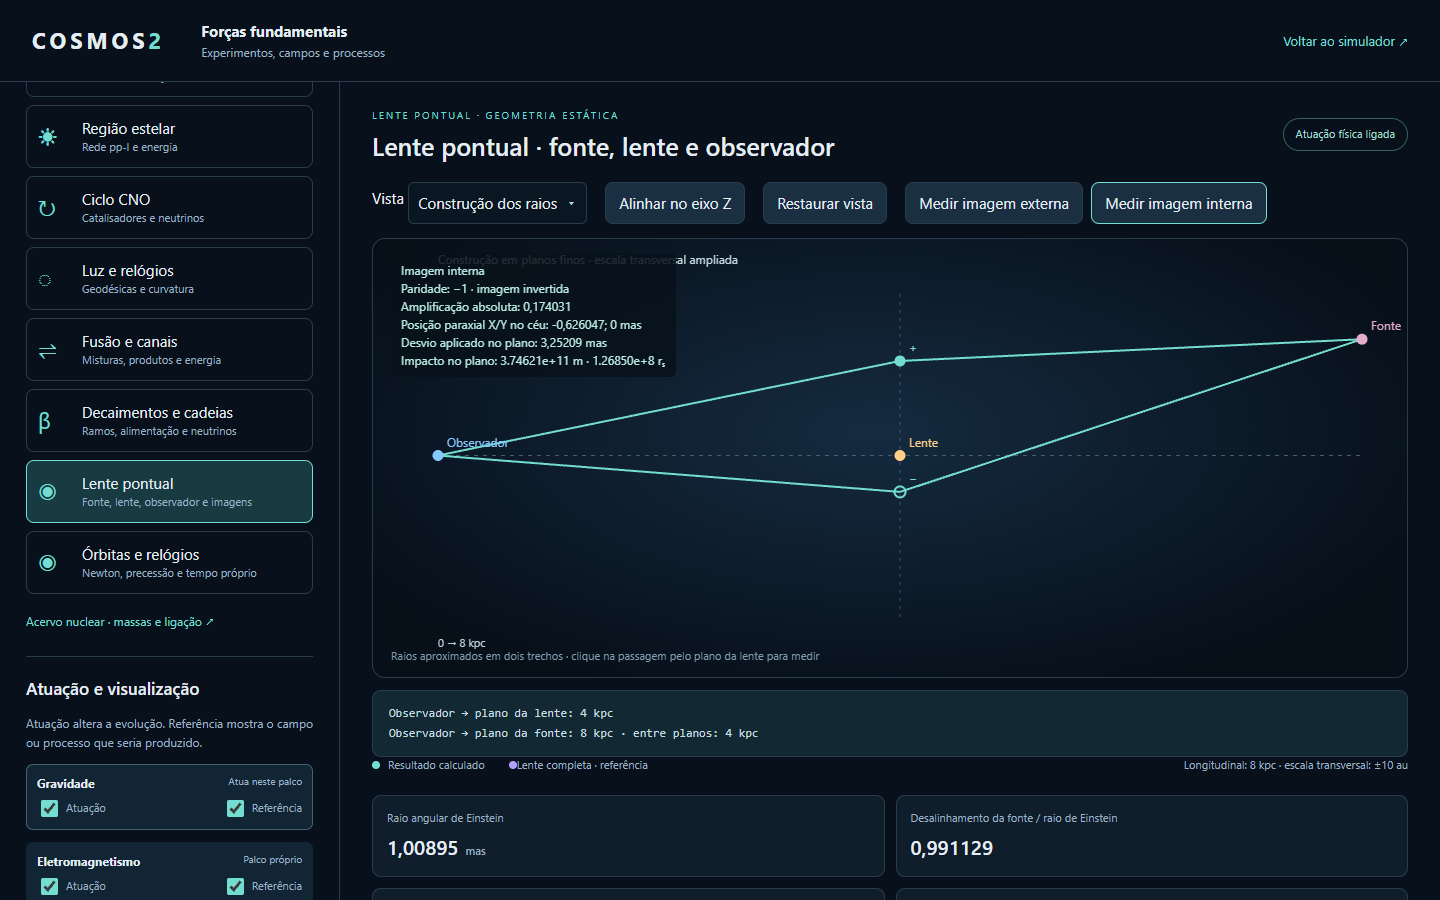 COSMOS2
Forças fundamentais
Experimentos, campos e processos
Voltar ao simulador ↗
Região estelar
Rede pp-I e energia
Ciclo CNO
Catalisadores e neutrinos
Luz e relógios
Geodésicas e curvatura
Fusão e canais
Misturas, produtos e energia
β
Decaimentos e cadeias
Ramos, alimentação e neutrinos
Lente pontual
Fonte, lente, observador e imagens
Órbitas e relógios
Newton, precessão e tempo próprio
Acervo nuclear · massas e ligação ↗
Atuação e visualização
Atuação altera a evolução. Referência mostra o campo
ou processo que seria produzido.
Gravidade
Atua neste palco
Atuação
Referência
Eletromagnetismo
Palco próprio
Atuação
Referência
LENTE PONTUAL · GEOMETRIA ESTÁTICA
Lente pontual · fonte, lente e observador
Atuação física ligada
Vista
Construção dos raios
Alinhar no eixo Z
Restaurar vista
Medir imagem externa
Medir imagem interna
Construção em planos finos · escala transversal ampliada
Imagem interna
Paridade: −1 · imagem invertida
Amplificação absoluta: 0,174031
Posição paraxial X/Y no céu: -0,626047; 0 mas
Desvio aplicado no plano: 3,25209 mas
Impacto no plano: 3.74621e+11 m · 1.26850e+8 rₛ
+
Fonte
Observador
Lente
−
0 → 8 kpc
Raios aproximados em dois trechos · clique na passagem pelo plano da lente para medir
Observador → plano da lente: 4 kpc
Observador → plano da fonte: 8 kpc · entre planos: 4 kpc
Resultado calculado
Lente completa · referência
Longitudinal: 8 kpc · escala transversal: ±10 au
Raio angular de Einstein
1,00895 mas
Desalinhamento da fonte / raio de Einstein
0,991129